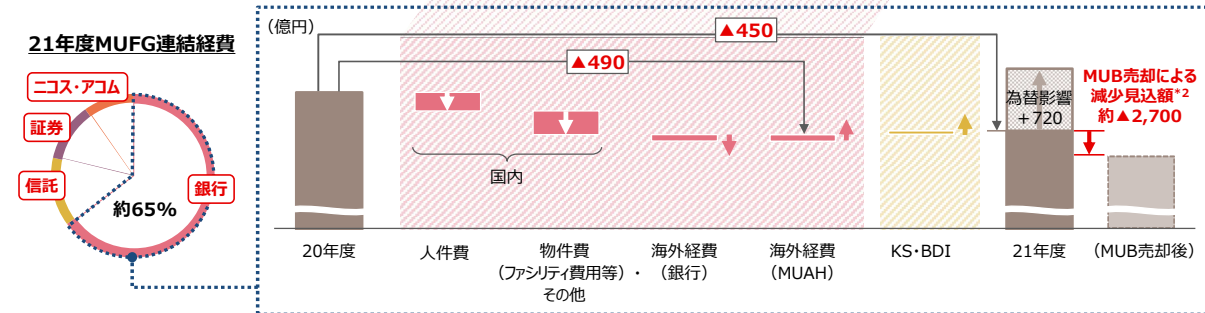 21年度MUFG連結経費
ニコス・アコム
証券
信託
銀行
約65%
（億円）
▲450
▲490
国内
為替影響
＋720
MUB売却による
減少見込額*2
約▲2,700
20年度
人件費
物件費
（ファシリティ費用等）・
その他
海外経費
（銀行）
海外経費
（MUAH）
KS・BDI
21年度
（MUB売却後）